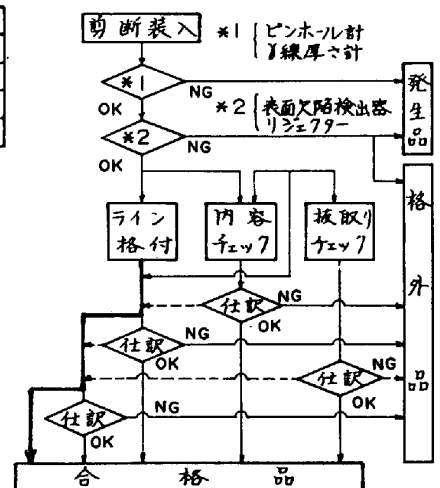 剪断装入
*1 { ピンホール計
γ線厚さ計
*1
NG
OK
*2 { 表面欠陥検出器
リジェクター
*2
NG
OK
発生品
ライン
格付
内容
チェック
抜取り
チェック
格外品
仕訳
NG
OK
仕訳
NG
OK
仕訳
NG
OK
仕訳
NG
OK
合格品